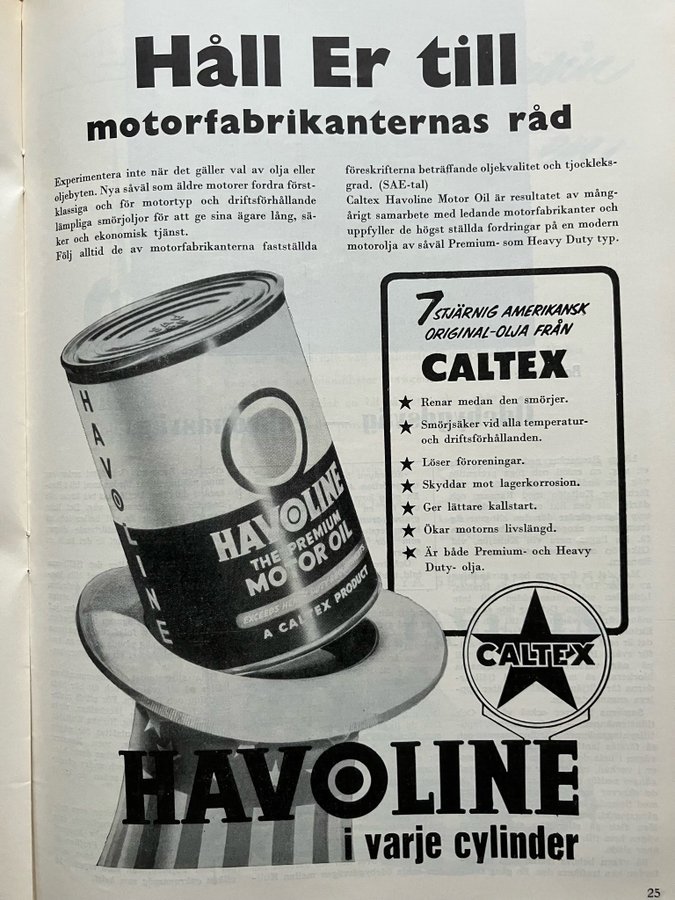 Håll Er till
motorfabrikanternas råd
Experimentera inte när det gäller val av olja eller
oljebyten. Nya såväl som äldre motorer fordra först-
klassiga och för motortyp och driftsförhållande
lämpliga smörjoljor för att ge sina ägare lång, sä-
ker och ekonomisk tjänst.
Följ alltid de av motorfabrikanterna fastställda
föreskrifterna beträffande oljekvalitet och tjockleks-
grad. (SAE-tal)
Caltex Havoline Motor Oil är resultatet av mång-
årigt samarbete med ledande motorfabrikanter och
uppfyller de högst ställda fordringar på en modern
motorolja av såväl Premium- som Heavy Duty typ.
7 STJÄRNIG AMERIKANSK
ORIGINAL-OLJA FRÅN
CALTEX
★ Renar medan den smörjer.
★ Smörjsäker vid alla temperatur-
och driftsförhållanden.
★ Löser föroreningar.
★ Skyddar mot lagerkorrosion.
★ Ger lättare kallstart.
★ Ökar motorns livslängd.
★ Är både Premium- och Heavy
Duty- olja.
HAVOLINE
HAVOLINE
THE PREMIUM
MOTOR OIL
A CALTEX PRODUCT
CALTEX
HAVOLINE
i varje cylinder
25